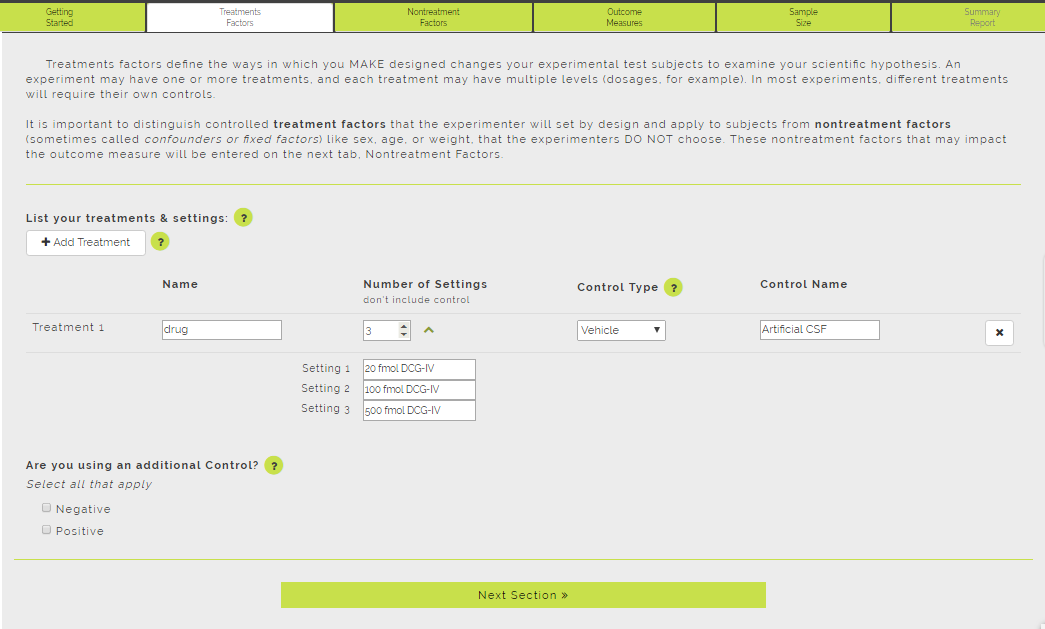 Getting Started
Treatments Factors
Nontreatment Factors
Outcome Measures
Sample Size
Summary Report
Treatments factors define the ways in which you MAKE designed changes your experimental test subjects to examine your scientific hypothesis. An
experiment may have one or more treatments, and each treatment may have multiple levels (dosages, for example). In most experiments, different treatments
will require their own controls.
It is important to distinguish controlled treatment factors that the experimenter will set by design and apply to subjects from nontreatment factors
(sometimes called confounders or fixed factors) like sex, age, or weight, that the experimenters DO NOT choose. These nontreatment factors that may impact
the outcome measure will be entered on the next tab, Nontreatment Factors.
List your treatments & settings: ?
+ Add Treatment ?
Name Number of Settings Control Type ? Control Name
don't include control
Treatment 1 drug 3 Vehicle Artificial CSF
Setting 1 20 fmol DCG-IV
Setting 2 100 fmol DCG-IV
Setting 3 500 fmol DCG-IV
Are you using an additional Control? ?
Select all that apply
Negative
Positive
Next Section »